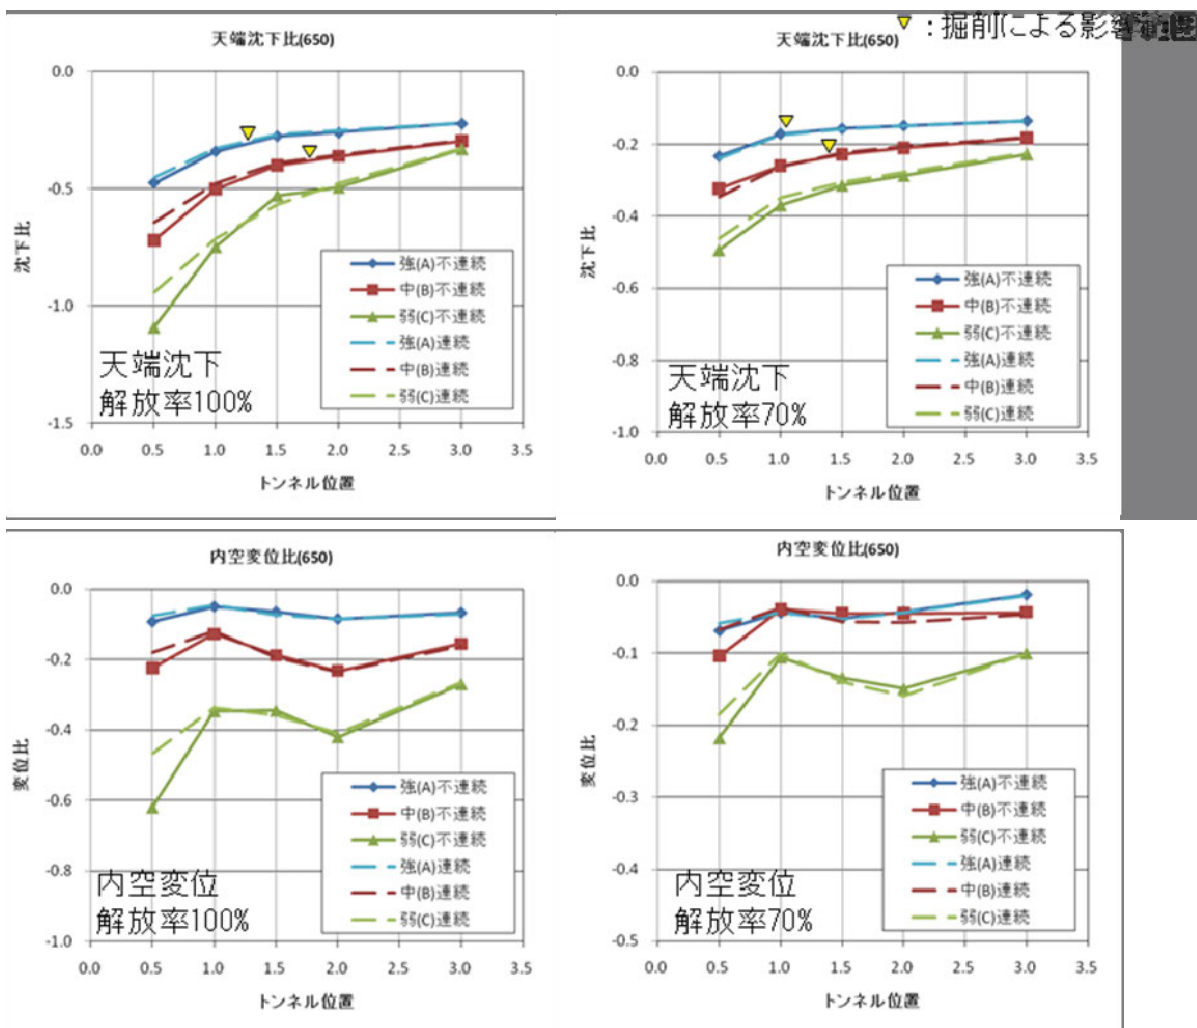 天端沈下比(650)
0.0
-0.5
-1.0
-1.5
沈下比
0.0 0.5 1.0 1.5 2.0 2.5 3.0 3.5
トンネル位置
強(A)不連続
中(B)不連続
弱(C)不連続
強(A)連続
中(B)連続
弱(C)連続
天端沈下
解放率100%
天端沈下比(650)
:掘削による影響
0.0
-0.2
-0.4
-0.6
-0.8
-1.0
沈下比
0.0 0.5 1.0 1.5 2.0 2.5 3.0 3.5
トンネル位置
強(A)不連続
中(B)不連続
弱(C)不連続
強(A)連続
中(B)連続
弱(C)連続
天端沈下
解放率70%
内空変位比(650)
0.0
-0.2
-0.4
-0.6
-0.8
-1.0
変位比
0.0 0.5 1.0 1.5 2.0 2.5 3.0 3.5
トンネル位置
強(A)不連続
中(B)不連続
弱(C)不連続
強(A)連続
中(B)連続
弱(C)連続
内空変位
解放率100%
内空変位比(650)
0.0
-0.1
-0.2
-0.3
-0.4
-0.5
変位比
0.0 0.5 1.0 1.5 2.0 2.5 3.0 3.5
トンネル位置
強(A)不連続
中(B)不連続
弱(C)不連続
強(A)連続
中(B)連続
弱(C)連続
内空変位
解放率70%